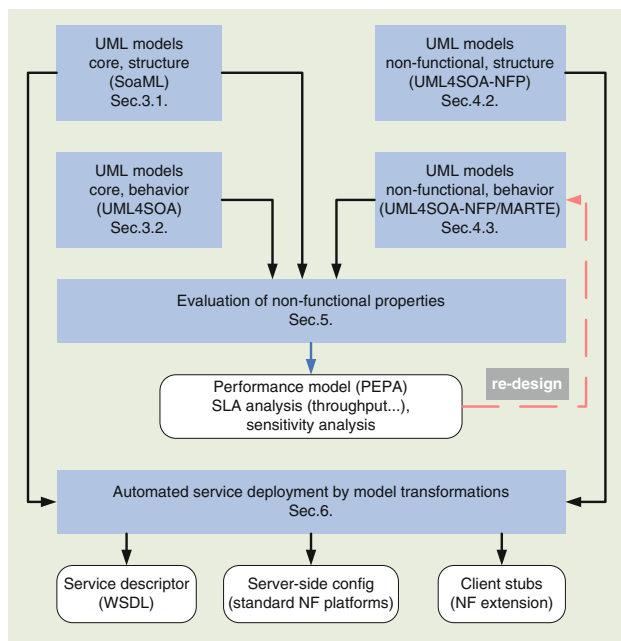 UML models
core, structure
(SoaML)
Sec.3.1.
UML models
non-functional, structure
(UML4SOA-NFP)
Sec.4.2.
UML models
core, behavior
(UML4SOA)
Sec.3.2.
UML models
non-functional, behavior
(UML4SOA-NFP/MARTE)
Sec.4.3.
Evaluation of non-functional properties
Sec.5.
Performance model (PEPA)
SLA analysis (throughput...),
sensitivity analysis
re-design
Automated service deployment by model transformations
Sec.6.
Service descriptor
(WSDL)
Server-side config
(standard NF platforms)
Client stubs
(NF extension)